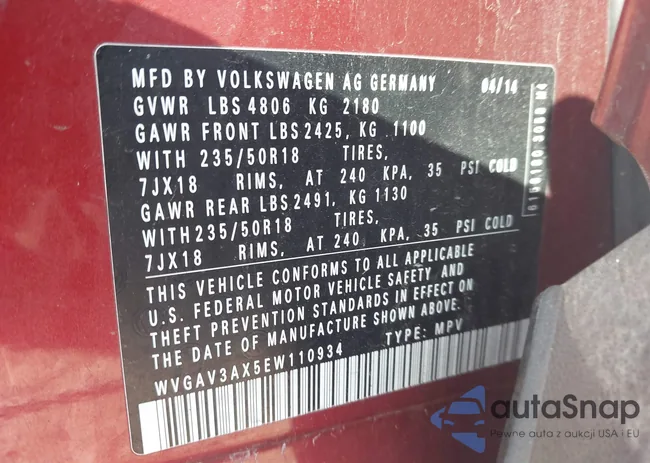 MFD BY VOLKSWAGEN AG GERMANY 04/14
GVWR LBS 4806 KG 2180
GAWR FRONT LBS 2425, KG 1100
WITH 235/50R18 TIRES,
7JX18 RIMS, AT 240 KPA, 35 PSI COLD
GAWR REAR LBS 2491, KG 1130
WITH 235/50R18 TIRES,
7JX18 RIMS, AT 240 KPA, 35 PSI COLD
THIS VEHICLE CONFORMS TO ALL APPLICABLE
U.S. FEDERAL MOTOR VEHICLE SAFETY AND
THEFT PREVENTION STANDARDS IN EFFECT ON
THE DATE OF MANUFACTURE SHOWN ABOVE.
WVGAV3AX5EW110934 TYPE: MPV
autoSnap
Pewne auta z aukcji USA i EU